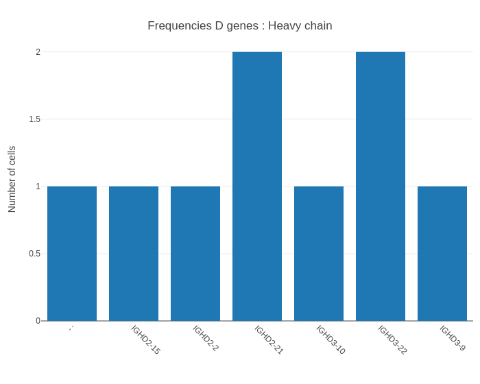 Frequencies D genes : Heavy chain
Number of cells
2
1.5
1
0.5
0
-.
IGHD2-15
IGHD2-2
IGHD2-21
IGHD3-10
IGHD3-22
IGHD3-9